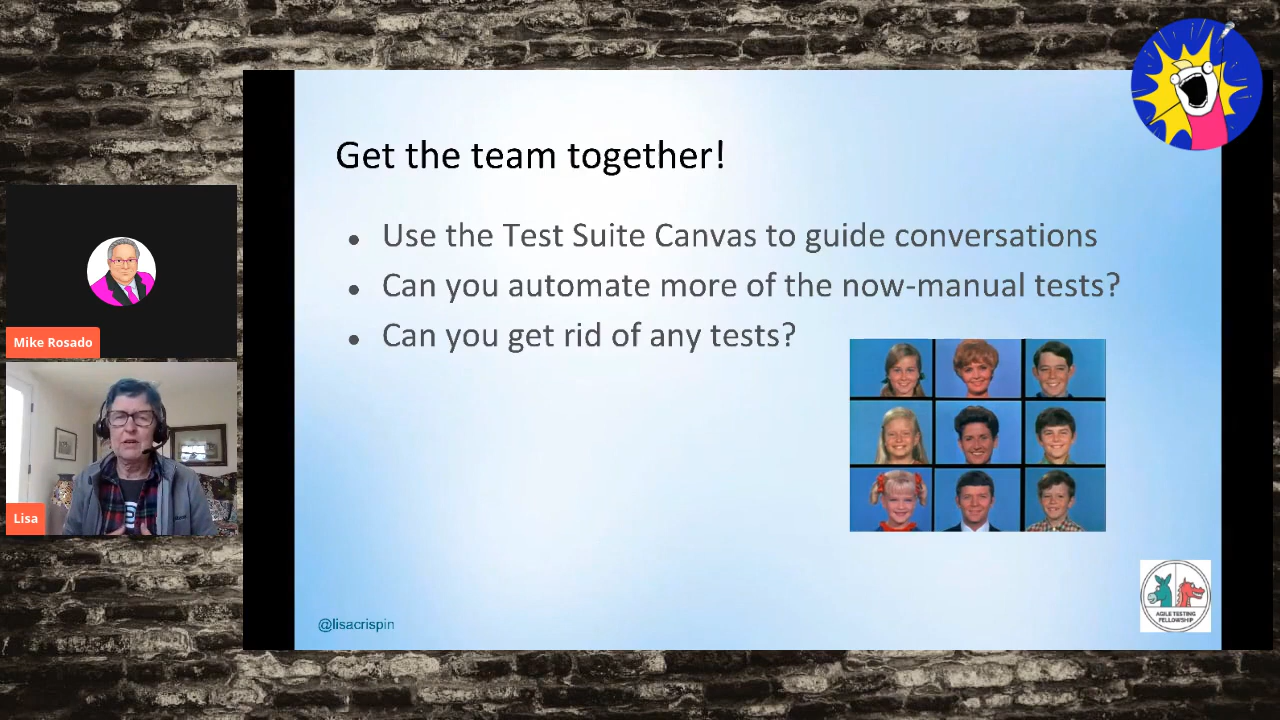 Get the team together!
Use the Test Suite Canvas to guide conversations
Can you automate more of the now-manual tests?
Can you get rid of any tests?
Mike Rosado
Lisa
@lisacrispin
AGILE TESTING
FELLOWSHIP